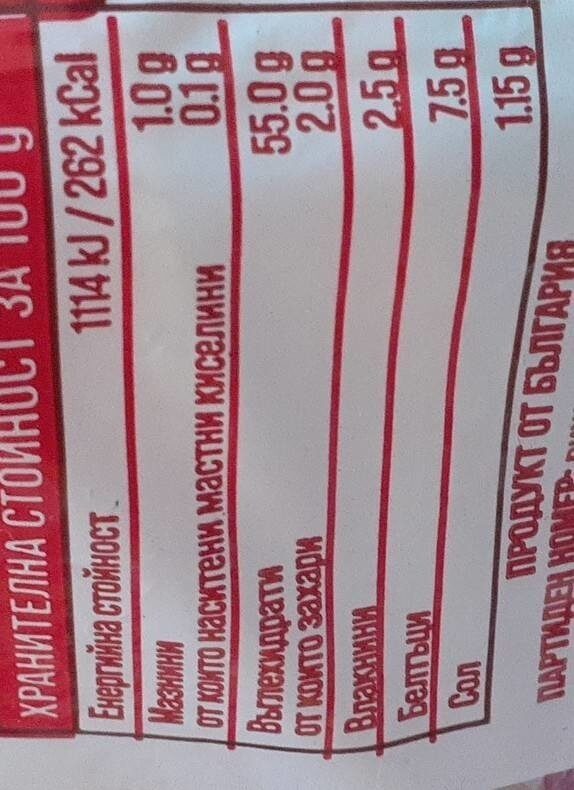 ХРАНИТЕЛНА СТОЙНОСТ ЗА 100 g
Енергийна стойност 1114 kJ / 262 kCal
Мазнини 1.0 g
от които наситени мастни киселини 0.1 g
Въглехидрати 55.0 g
от които захари 2.0 g
Влакнини 2.5 g
Белтъци 7.5 g
Сол 1.15 g
ПРОДУКТ ОТ БЪЛГАРИЯ
ПАРТИДЕН НОМЕР: